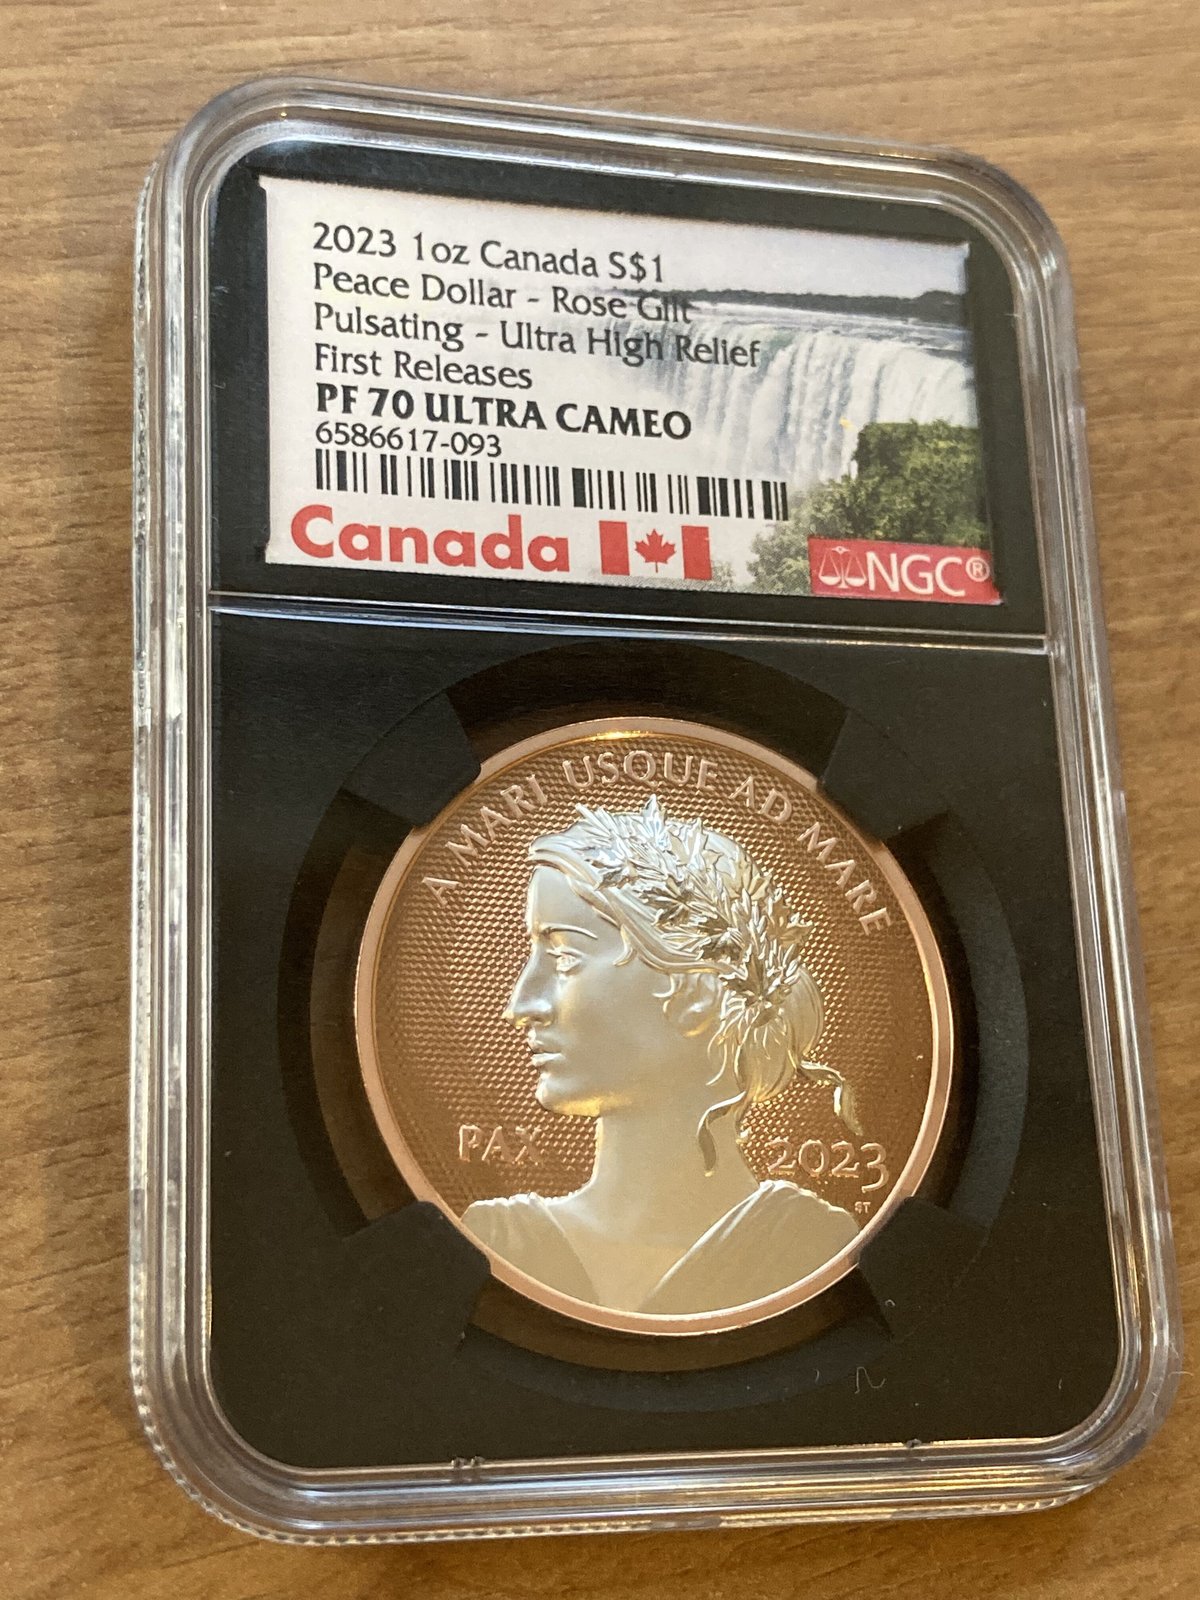 2023 1oz Canada S$1
Peace Dollar - Rose Gilt
Pulsating - Ultra High Relief
First Releases
PF 70 ULTRA CAMEO
6586617-093
Canada
NGC®
A MARI USQUE AD MARE
PAX
2023
ST